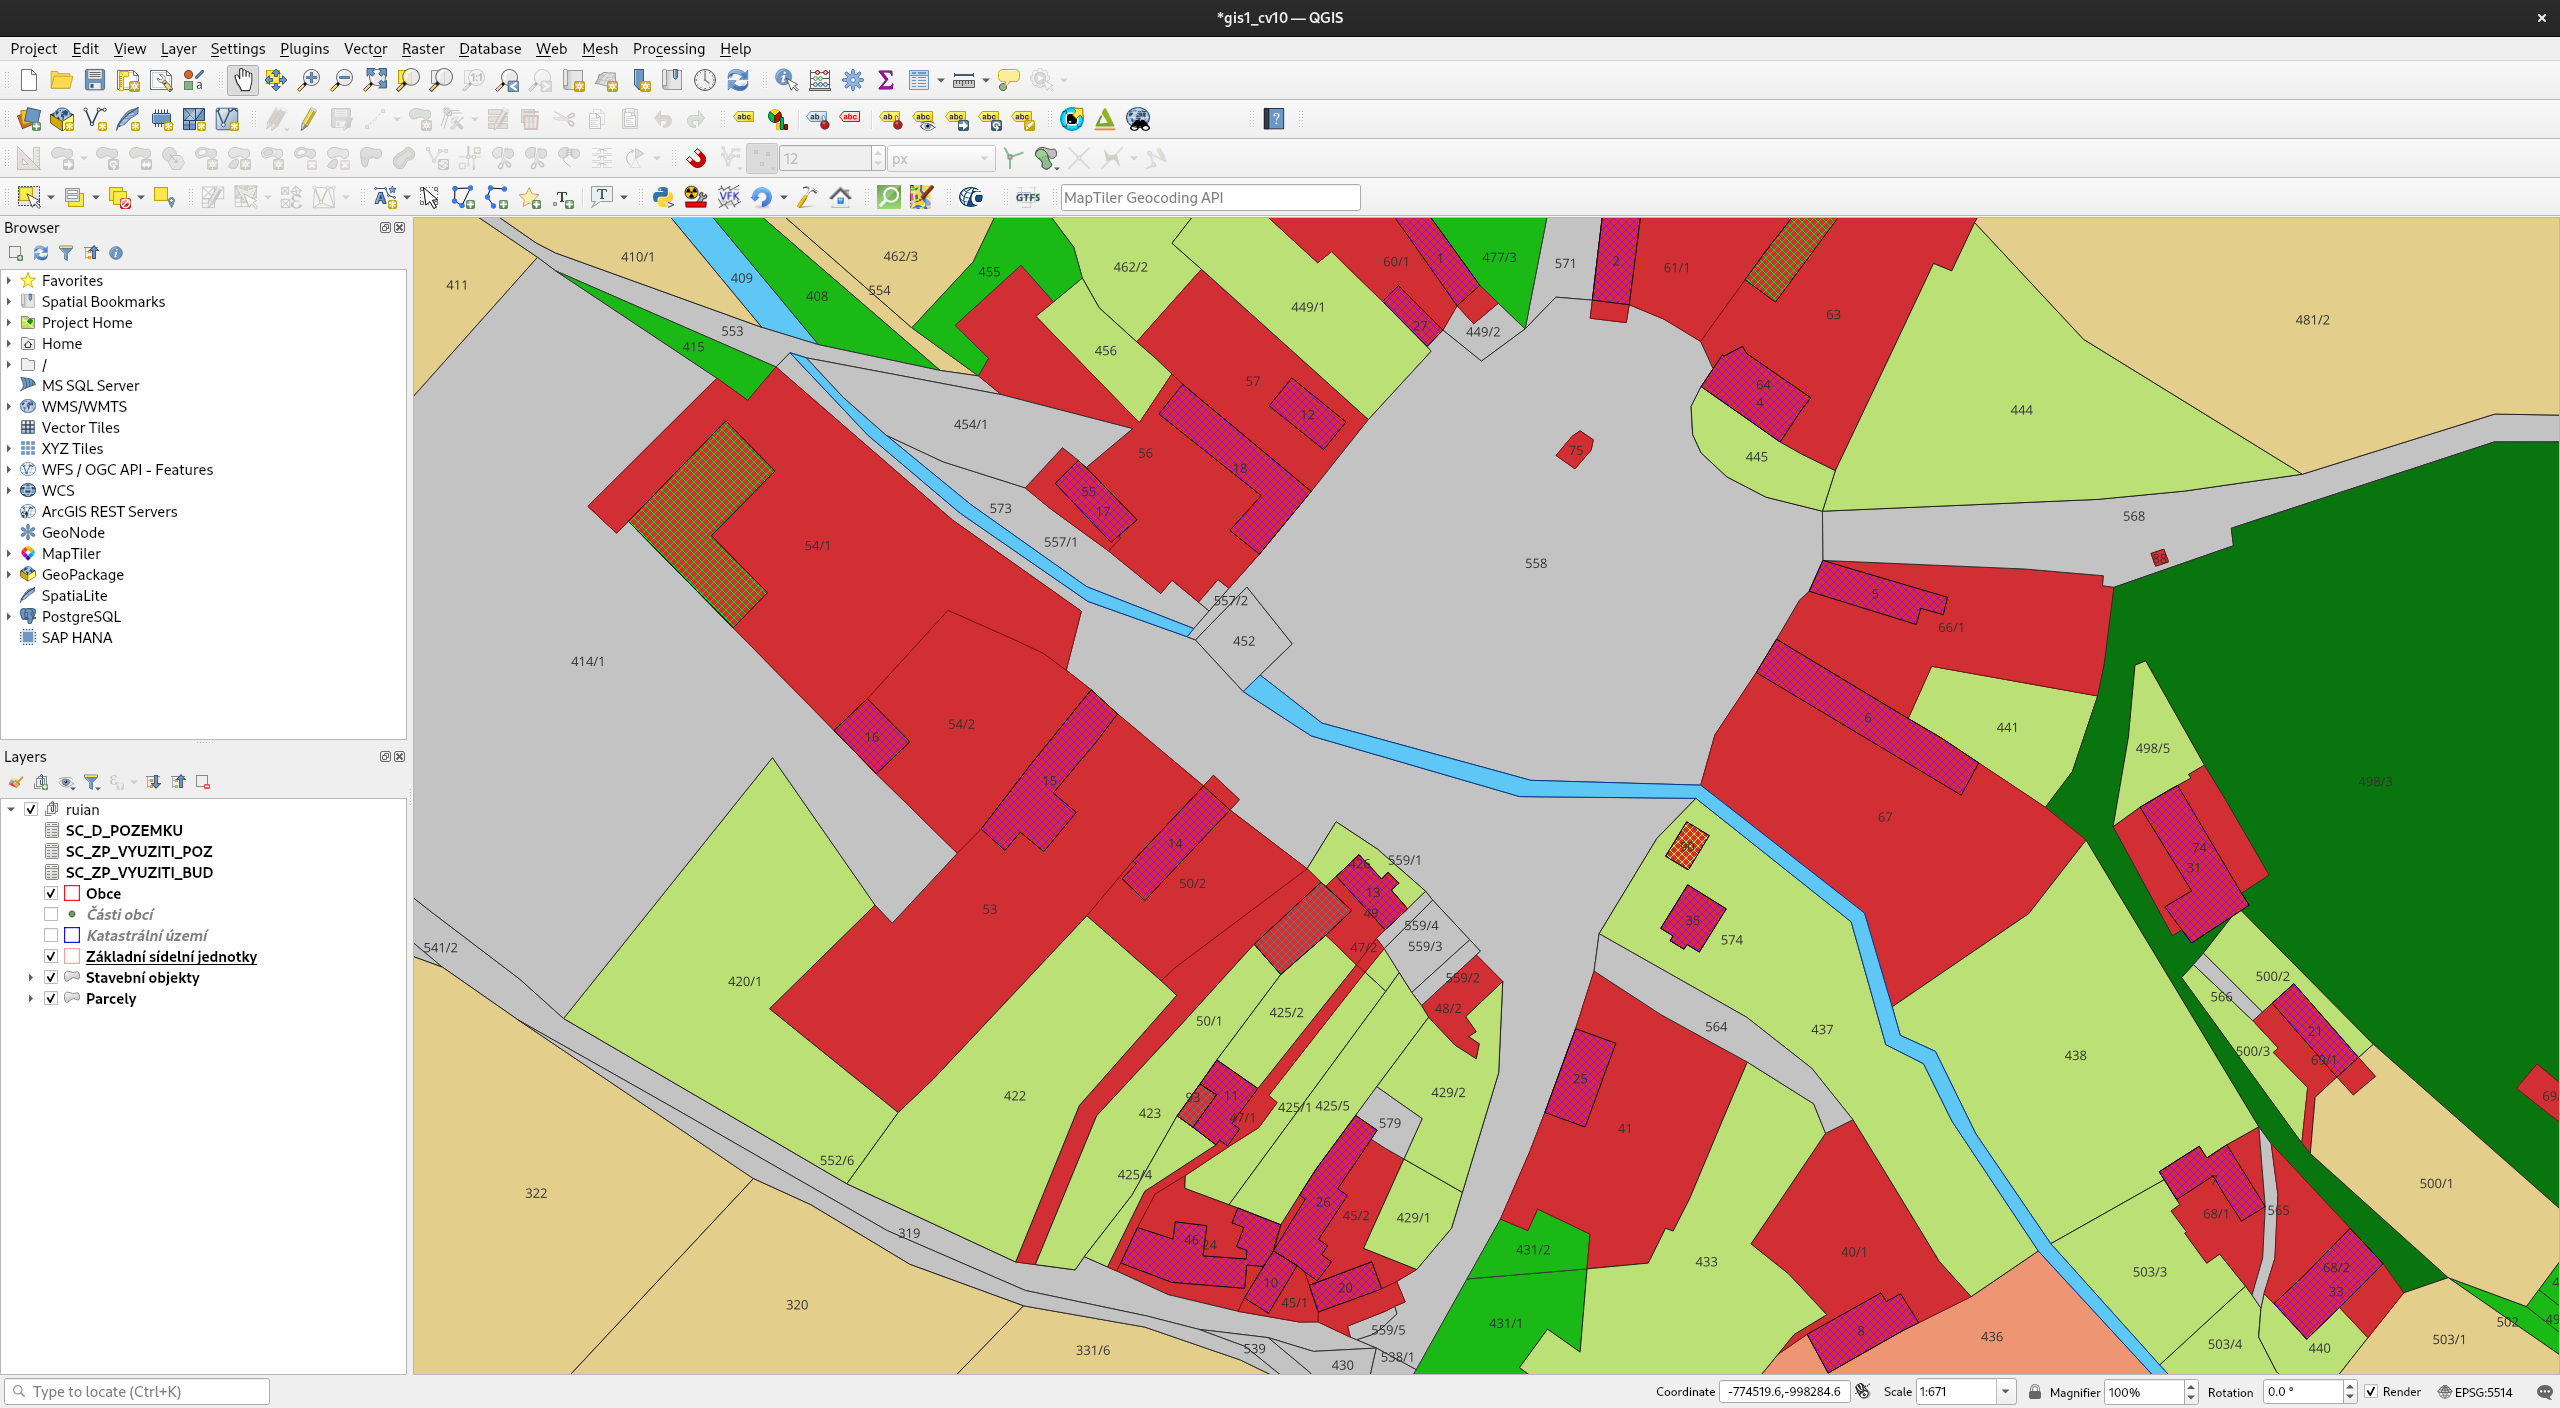 *gis1_cv10 — QGIS
Project Edit View Layer Settings Plugins Vector Raster Database Web Mesh Processing Help
12 px
VFK GTFS MapTiler Geocoding API
Browser
Favorites
Spatial Bookmarks
Project Home
Home
/
MS SQL Server
WMS/WMTS
Vector Tiles
XYZ Tiles
WFS / OGC API - Features
WCS
ArcGIS REST Servers
GeoNode
MapTiler
GeoPackage
SpatiaLite
PostgreSQL
SAP HANA
Layers
ruian
SC_D_POZEMKU
SC_ZP_VYUZITI_POZ
SC_ZP_VYUZITI_BUD
Obce
Části obcí
Katastrální území
Základní sídelní jednotky
Stavební objekty
Parcely
410/1 462/3 477/3 571 2 61/1
411 409 408 554 455 462/2 60/1 1
553 449/1 27 449/2 63 481/2
415 456 57 64
4
454/1 12 444
56 75 445
55 18
17 573 568
54/1 557/1 558
5
557/2 66/1
414/1 452
54/2 16 6 441 498/5
15 498/3
14 67 74
31
53 50/2 426 559/1
13
49
541/2 559/4 35 574
47/2 559/3
420/1 559/2 500/2
50/1 425/2 48/2 564 437 566
21
438 500/3 69/1
422 423 93 11 425/1 425/5 429/2 25
47/1 579 41
552/6 425/4
322 26 45/2 429/1 7 500/1
319 46 24 68/1 565
431/2 433 40/1 503/3
10 20 68/2
320 45/1 33
431/1 8 436 502
331/6 539 559/5 503/4 440 503/1
430 538/1
Type to locate (Ctrl+K) Coordinate -774519.6,-998284.6 Scale 1:671 Magnifier 100% Rotation 0.0 ° Render EPSG:5514